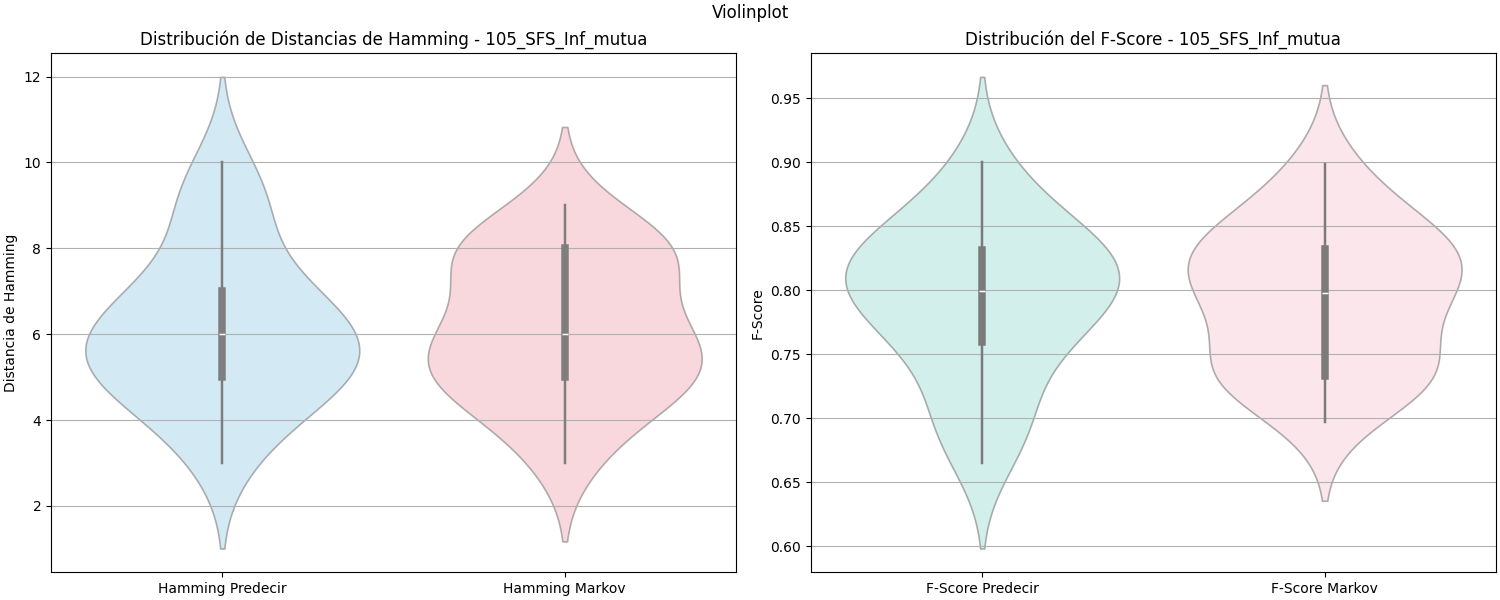 Violinplot
Distribución de Distancias de Hamming - 105_SFS_Inf_mutua
Distancia de Hamming
12
10
8
6
4
2
Hamming Predecir
Hamming Markov
Distribución del F-Score - 105_SFS_Inf_mutua
F-Score
0.95
0.90
0.85
0.80
0.75
0.70
0.65
0.60
F-Score Predecir
F-Score Markov